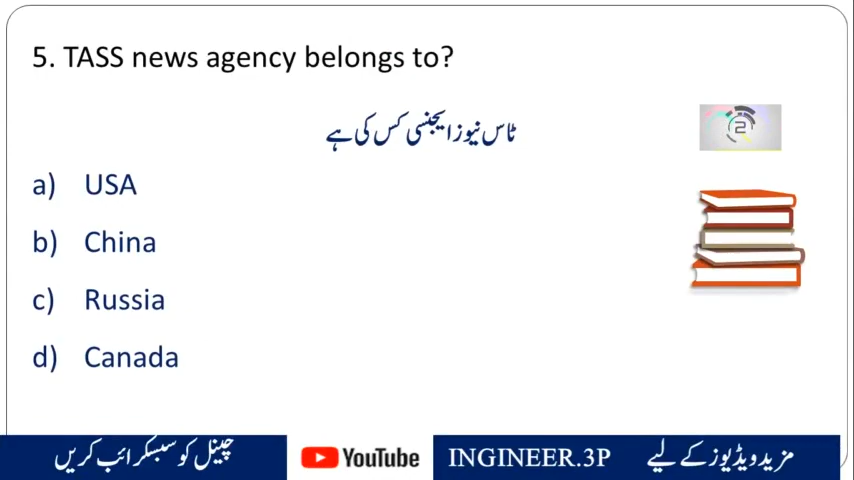 5. TASS news agency belongs to?
ٹاس نیوز ایجنسی کس کی ہے
2
a) USA
b) China
c) Russia
d) Canada
چینل کو سبسکرائب کریں YouTube INGINEER.3P مزید ویڈیوز کے لیے